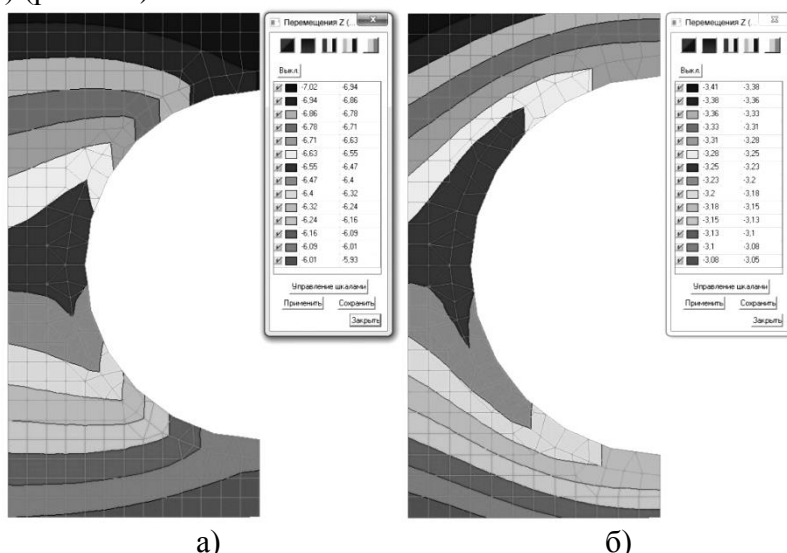 Перемещения Z (...
Выкл.
-7.02 -6,94
-6,94 -6,86
-6,86 -6,78
-6,78 -6,71
-6,71 -6,63
-6,63 -6,55
-6,55 -6,47
-6,47 -6,4
-6,4 -6,32
-6,32 -6,24
-6,24 -6,16
-6,16 -6,09
-6,09 -6,01
-6,01 -5,93
Управление шкалами
Применить Сохранить
Закрыть
а)
Перемещения Z (...
Выкл.
-3,41 -3,38
-3,38 -3,36
-3,36 -3,33
-3,33 -3,31
-3,31 -3,28
-3,28 -3,25
-3,25 -3,23
-3,23 -3,2
-3,2 -3,18
-3,18 -3,15
-3,15 -3,13
-3,13 -3,1
-3,1 -3,08
-3,08 -3,05
Управление шкалами
Применить Сохранить
Закрыть
б)